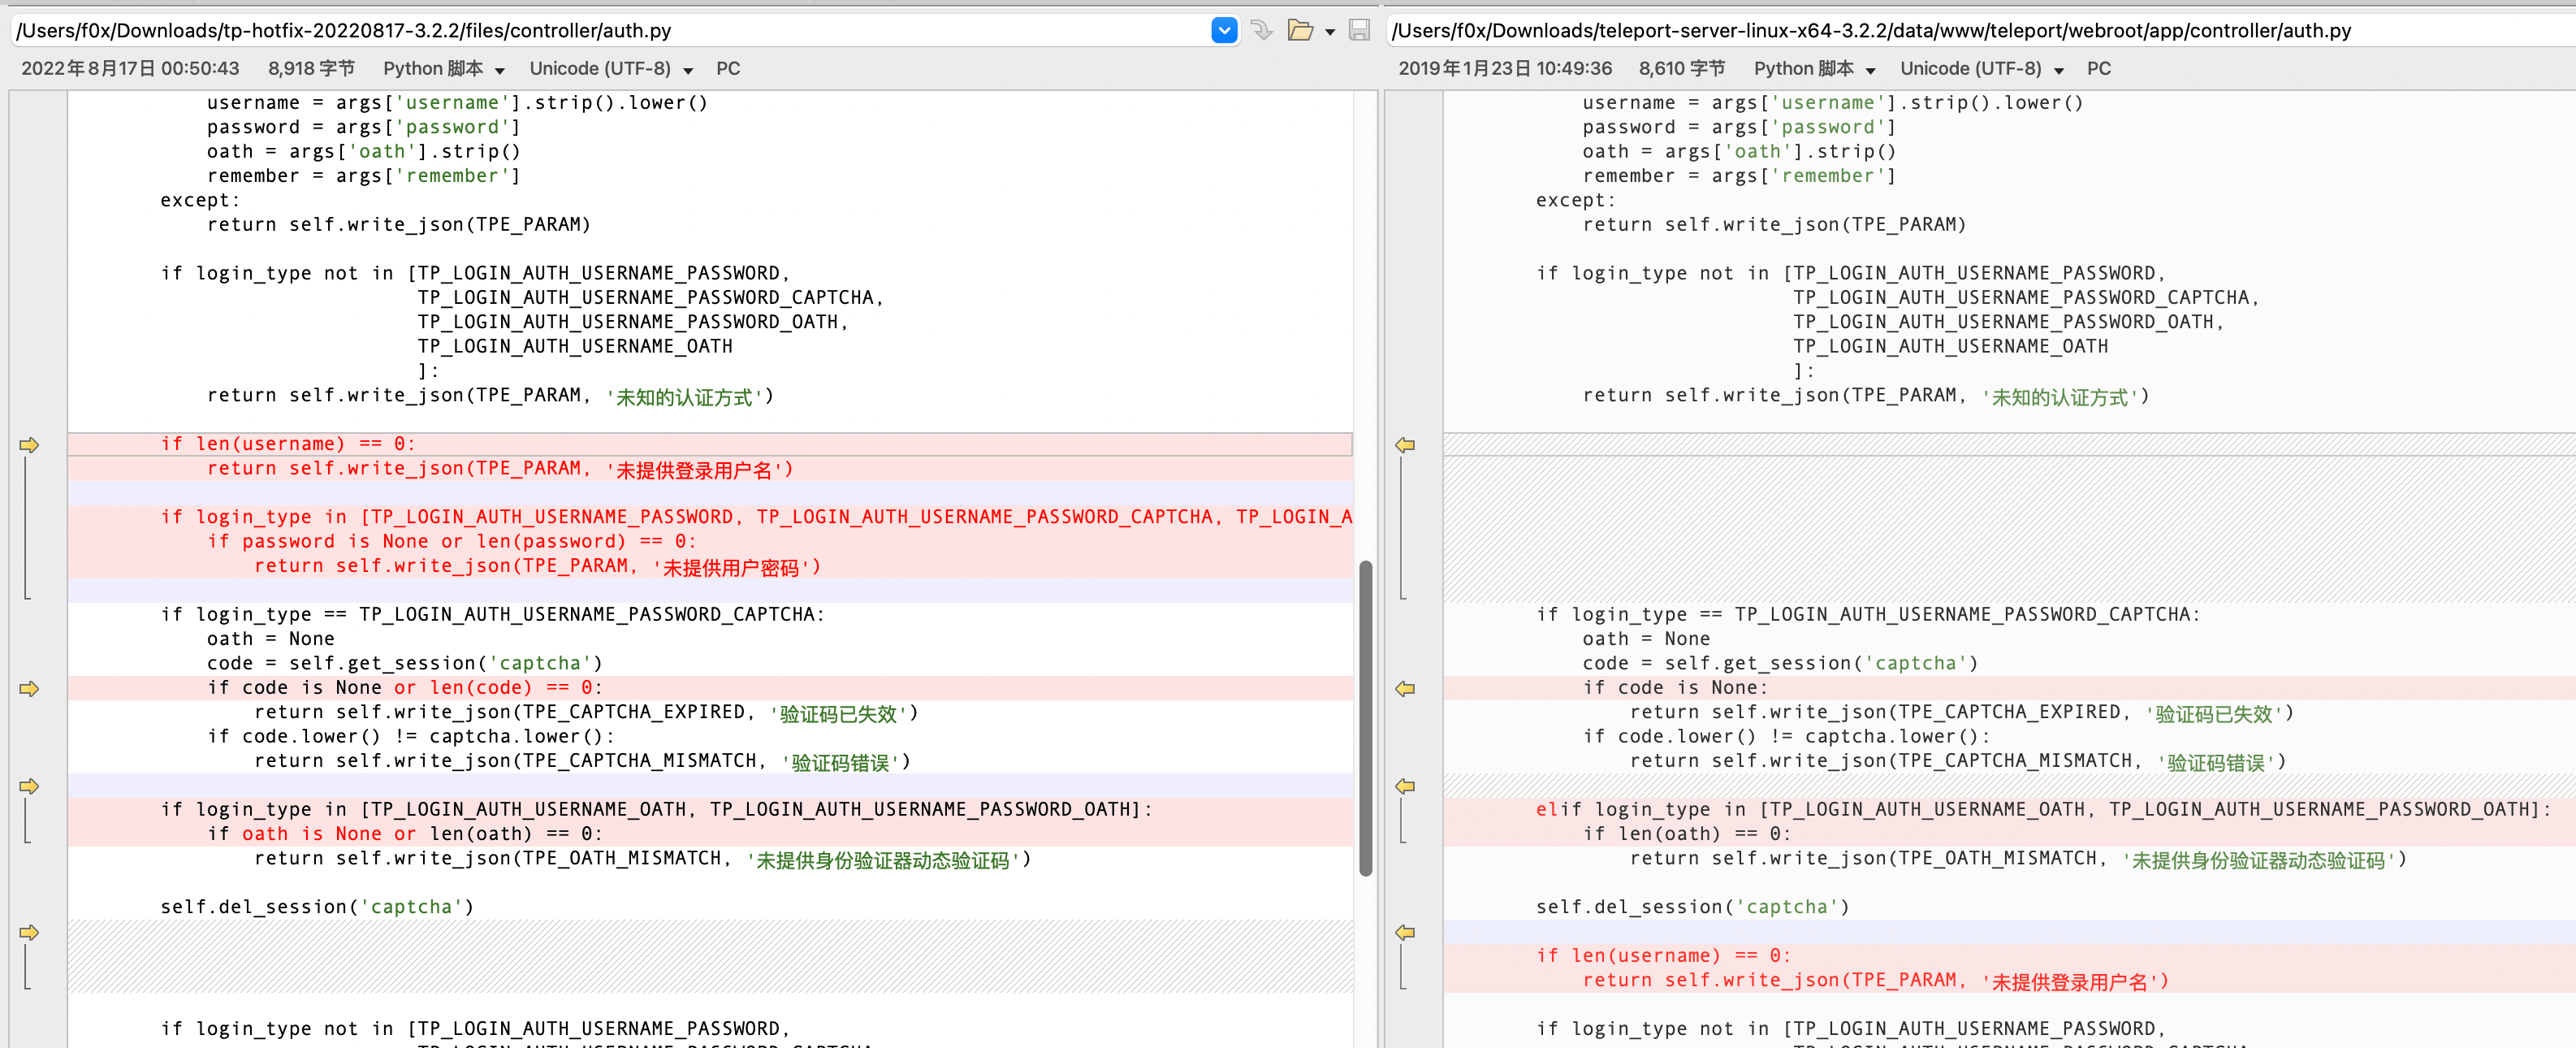 /Users/f0x/Downloads/tp-hotfix-20220817-3.2.2/files/controller/auth.py
2022年8月17日 00:50:43 8,918 字节 Python 脚本 Unicode (UTF-8) PC
username = args['username'].strip().lower()
password = args['password']
oath = args['oath'].strip()
remember = args['remember']
except:
return self.write_json(TPE_PARAM)
if login_type not in [TP_LOGIN_AUTH_USERNAME_PASSWORD,
TP_LOGIN_AUTH_USERNAME_PASSWORD_CAPTCHA,
TP_LOGIN_AUTH_USERNAME_PASSWORD_OATH,
TP_LOGIN_AUTH_USERNAME_OATH
]:
return self.write_json(TPE_PARAM, '未知的认证方式')
if len(username) == 0:
return self.write_json(TPE_PARAM, '未提供登录用户名')
if login_type in [TP_LOGIN_AUTH_USERNAME_PASSWORD, TP_LOGIN_AUTH_USERNAME_PASSWORD_CAPTCHA, TP_LOGIN_A
if password is None or len(password) == 0:
return self.write_json(TPE_PARAM, '未提供用户密码')
if login_type == TP_LOGIN_AUTH_USERNAME_PASSWORD_CAPTCHA:
oath = None
code = self.get_session('captcha')
if code is None or len(code) == 0:
return self.write_json(TPE_CAPTCHA_EXPIRED, '验证码已失效')
if code.lower() != captcha.lower():
return self.write_json(TPE_CAPTCHA_MISMATCH, '验证码错误')
if login_type in [TP_LOGIN_AUTH_USERNAME_OATH, TP_LOGIN_AUTH_USERNAME_PASSWORD_OATH]:
if oath is None or len(oath) == 0:
return self.write_json(TPE_OATH_MISMATCH, '未提供身份验证器动态验证码')
self.del_session('captcha')
if login_type not in [TP_LOGIN_AUTH_USERNAME_PASSWORD,
/Users/f0x/Downloads/teleport-server-linux-x64-3.2.2/data/www/teleport/webroot/app/controller/auth.py
2019年1月23日 10:49:36 8,610 字节 Python 脚本 Unicode (UTF-8) PC
username = args['username'].strip().lower()
password = args['password']
oath = args['oath'].strip()
remember = args['remember']
except:
return self.write_json(TPE_PARAM)
if login_type not in [TP_LOGIN_AUTH_USERNAME_PASSWORD,
TP_LOGIN_AUTH_USERNAME_PASSWORD_CAPTCHA,
TP_LOGIN_AUTH_USERNAME_PASSWORD_OATH,
TP_LOGIN_AUTH_USERNAME_OATH
]:
return self.write_json(TPE_PARAM, '未知的认证方式')
if login_type == TP_LOGIN_AUTH_USERNAME_PASSWORD_CAPTCHA:
oath = None
code = self.get_session('captcha')
if code is None:
return self.write_json(TPE_CAPTCHA_EXPIRED, '验证码已失效')
if code.lower() != captcha.lower():
return self.write_json(TPE_CAPTCHA_MISMATCH, '验证码错误')
elif login_type in [TP_LOGIN_AUTH_USERNAME_OATH, TP_LOGIN_AUTH_USERNAME_PASSWORD_OATH]:
if len(oath) == 0:
return self.write_json(TPE_OATH_MISMATCH, '未提供身份验证器动态验证码')
self.del_session('captcha')
if len(username) == 0:
return self.write_json(TPE_PARAM, '未提供登录用户名')
if login_type not in [TP_LOGIN_AUTH_USERNAME_PASSWORD,